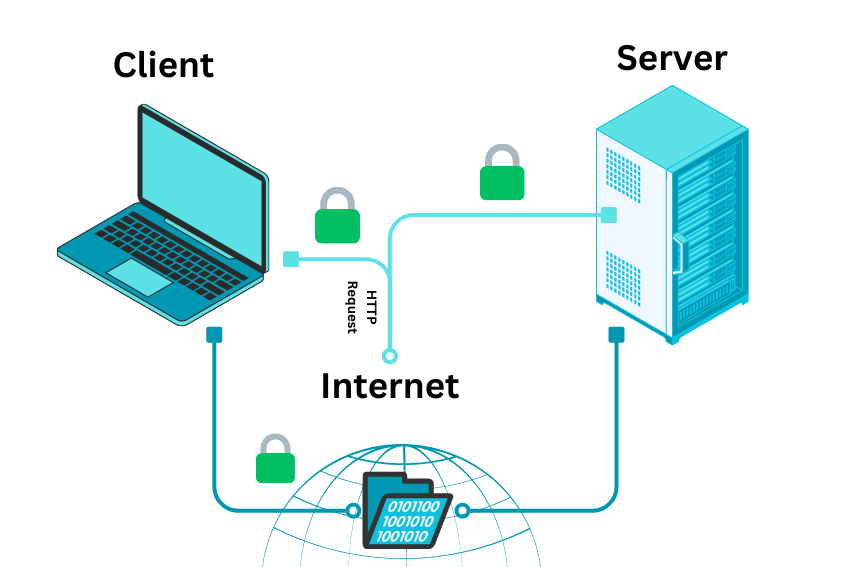 Client
Server
HTTP
Request
Internet
0101100
1001010
1001010